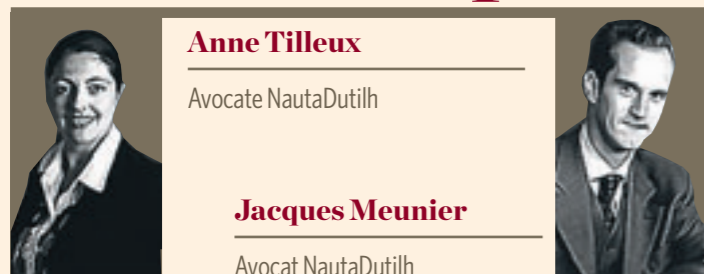 Anne Tilleux
Avocate NautaDutilh
Jacques Meunier
Avocat NautaDutilh